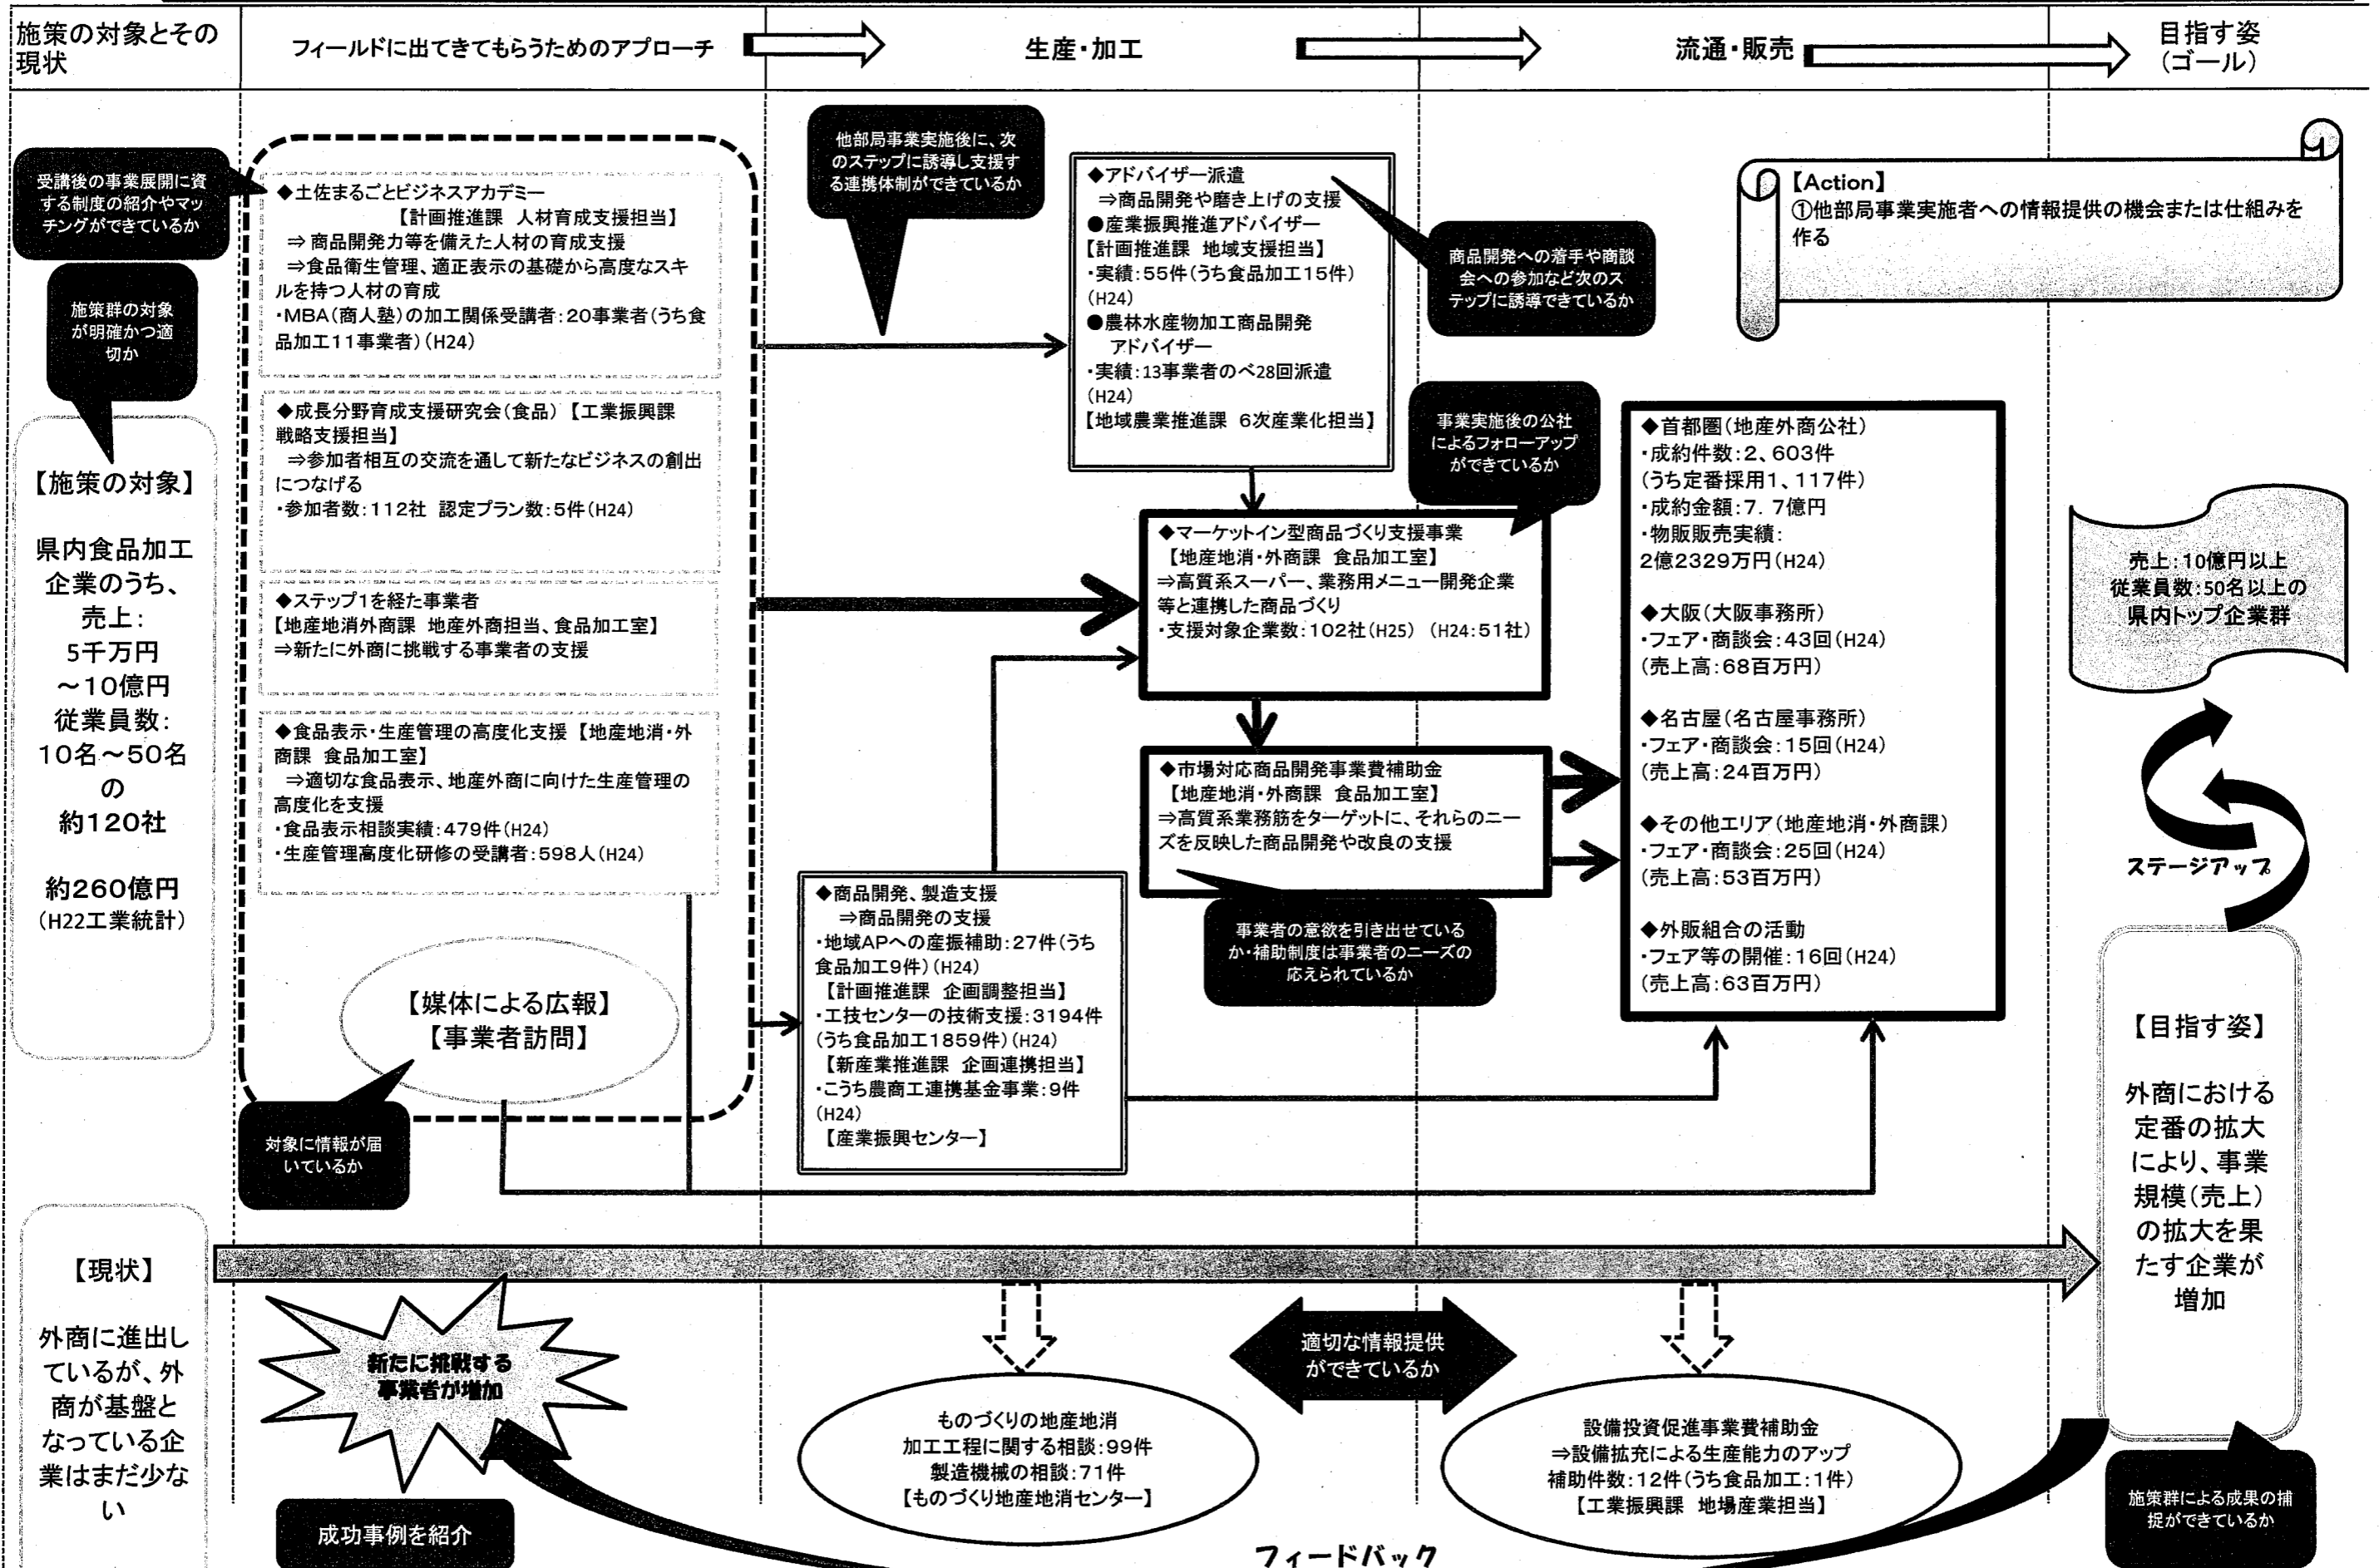 施策の対象とその
現状
フィールドに出てきてもらうためのアプローチ
生産・加工
流通・販売
目指す姿
(ゴール)
受講後の事業展開に資
する制度の紹介やマッ
チングができているか
施策群の対象
が明確かつ適
切か
【施策の対象】
県内食品加工
企業のうち、
売上:
5千万円
～10億円
従業員数:
10名～50名
の
約120社
約260億円
(H22工業統計)
【現状】
外商に進出し
ているが、外
商が基盤と
なっている企
業はまだ少な
い
◆土佐まるごとビジネスアカデミー
【計画推進課 人材育成支援担当】
⇒ 商品開発力等を備えた人材の育成支援
⇒食品衛生管理、適正表示の基礎から高度なスキ
ルを持つ人材の育成
・MBA(商人塾)の加工関係受講者:20事業者(うち食
品加工11事業者)(H24)
◆成長分野育成支援研究会(食品) 【工業振興課
戦略支援担当】
⇒参加者相互の交流を通して新たなビジネスの創出
につなげる
・参加者数:112社 認定プラン数:5件(H24)
◆ステップ1を経た事業者
【地産地消外商課 地産外商担当、食品加工室】
⇒新たに外商に挑戦する事業者の支援
◆食品表示・生産管理の高度化支援 【地産地消・外
商課 食品加工室】
⇒適切な食品表示、地産外商に向けた生産管理の
高度化を支援
・食品表示相談実績:479件(H24)
・生産管理高度化研修の受講者:598人(H24)
【媒体による広報】
【事業者訪問】
対象に情報が届
いているか
新たに挑戦する
事業者が増加
成功事例を紹介
他部局事業実施後に、次
のステップに誘導し支援す
る連携体制ができているか
◆アドバイザー派遣
⇒商品開発や磨き上げの支援
●産業振興推進アドバイザー
【計画推進課 地域支援担当】
・実績:55件(うち食品加工15件)
(H24)
●農林水産物加工商品開発
アドバイザー
・実績:13事業者のべ28回派遣
(H24)
【地域農業推進課 6次産業化担当】
商品開発への着手や商談
会への参加など次のス
テップに誘導できているか
事業実施後の公社
によるフォローアップ
ができているか
◆マーケットイン型商品づくり支援事業
【地産地消・外商課 食品加工室】
⇒高質系スーパー、業務用メニュー開発企業
等と連携した商品づくり
・支援対象企業数:102社(H25) (H24:51社)
◆市場対応商品開発事業費補助金
【地産地消・外商課 食品加工室】
⇒高質系業務筋をターゲットに、それらのニー
ズを反映した商品開発や改良の支援
事業者の意欲を引き出せている
か・補助制度は事業者のニーズの
応えられているか
◆商品開発、製造支援
⇒商品開発の支援
・地域APへの産振補助:27件(うち
食品加工9件)(H24)
【計画推進課 企画調整担当】
・工技センターの技術支援:3194件
(うち食品加工1859件)(H24)
【新産業推進課 企画連携担当】
・こうち農商工連携基金事業:9件
(H24)
【産業振興センター】
【Action】
①他部局事業実施者への情報提供の機会または仕組みを
作る
◆首都圏(地産外商公社)
・成約件数:2、603件
(うち定番採用1、117件)
・成約金額:7.7億円
・物販販売実績:
2億2329万円(H24)
◆大阪(大阪事務所)
・フェア・商談会:43回(H24)
(売上高:68百万円)
◆名古屋(名古屋事務所)
・フェア・商談会:15回(H24)
(売上高:24百万円)
◆その他エリア(地産地消・外商課)
・フェア・商談会:25回(H24)
(売上高:53百万円)
◆外販組合の活動
・フェア等の開催:16回(H24)
(売上高:63百万円)
売上:10億円以上
従業員数:50名以上の
県内トップ企業群
ステージアップ
【目指す姿】
外商における
定番の拡大
により、事業
規模(売上)
の拡大を果
たす企業が
増加
適切な情報提供
ができているか
ものづくりの地産地消
加工工程に関する相談:99件
製造機械の相談:71件
【ものづくり地産地消センター】
設備投資促進事業費補助金
⇒設備拡充による生産能力のアップ
補助件数:12件(うち食品加工:1件)
【工業振興課 地場産業担当】
施策群による成果の捕
捉ができているか
フィードバック